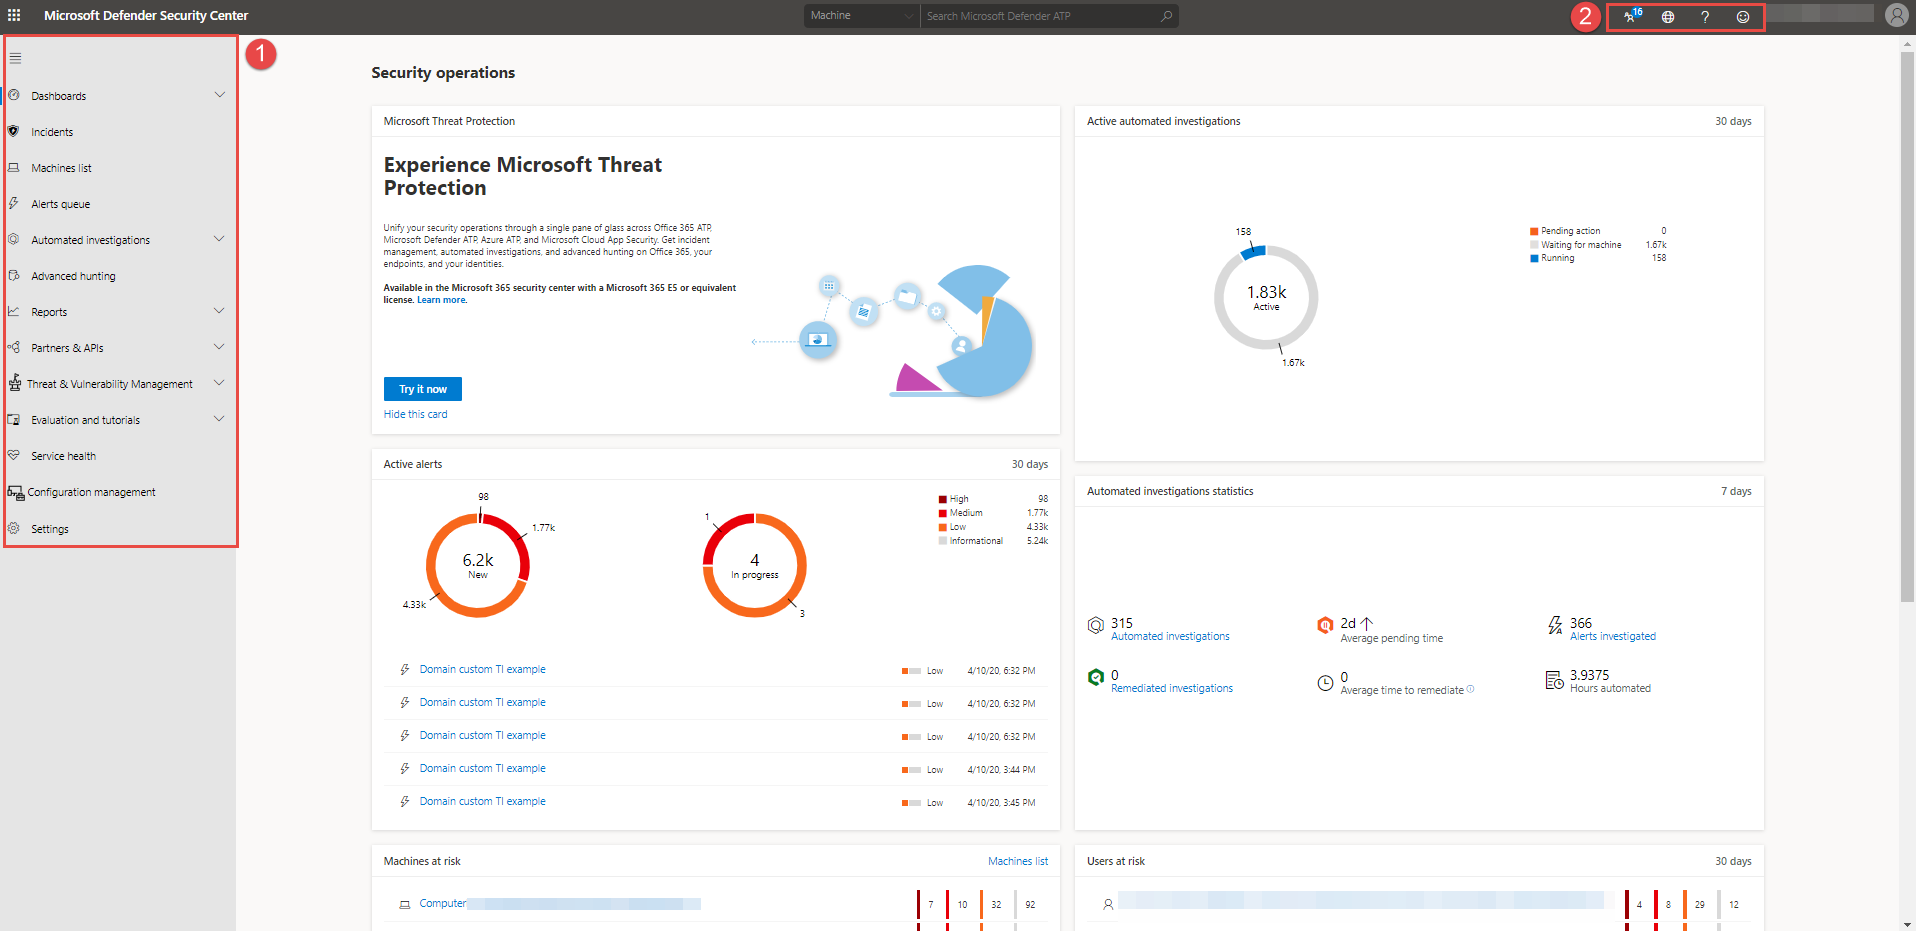 Microsoft Defender Security Center
Machine
Search Microsoft Defender ATP
2
16
?
1
Dashboards
Incidents
Machines list
Alerts queue
Automated investigations
Advanced hunting
Reports
Partners & APIs
Threat & Vulnerability Management
Evaluation and tutorials
Service health
Configuration management
Settings
Security operations
Microsoft Threat Protection
Experience Microsoft Threat
Protection
Unify your security operations through a single pane of glass across Office 365 ATP,
Microsoft Defender ATP, Azure ATP, and Microsoft Cloud App Security. Get incident
management, automated investigations, and advanced hunting on Office 365, your
endpoints, and your identities.
Available in the Microsoft 365 security center with a Microsoft 365 E5 or equivalent
license. Learn more.
Try it now
Hide this card
Active automated investigations
30 days
158
1.83k
Active
1.67k
Pending action 0
Waiting for machine 1.67k
Running 158
Active alerts
30 days
98
1.77k
6.2k
New
4.33k
1
4
In progress
3
High 98
Medium 1.77k
Low 4.33k
Informational 5.24k
Domain custom TI example Low 4/10/20, 6:32 PM
Domain custom TI example Low 4/10/20, 6:32 PM
Domain custom TI example Low 4/10/20, 6:32 PM
Domain custom TI example Low 4/10/20, 3:44 PM
Domain custom TI example Low 4/10/20, 3:45 PM
Automated investigations statistics
7 days
315
Automated investigations
2d
Average pending time
366
Alerts investigated
0
Remediated investigations
0
Average time to remediate
3.9375
Hours automated
Machines at risk
Machines list
Computer 7 10 32 92
Users at risk
30 days
4 8 29 12